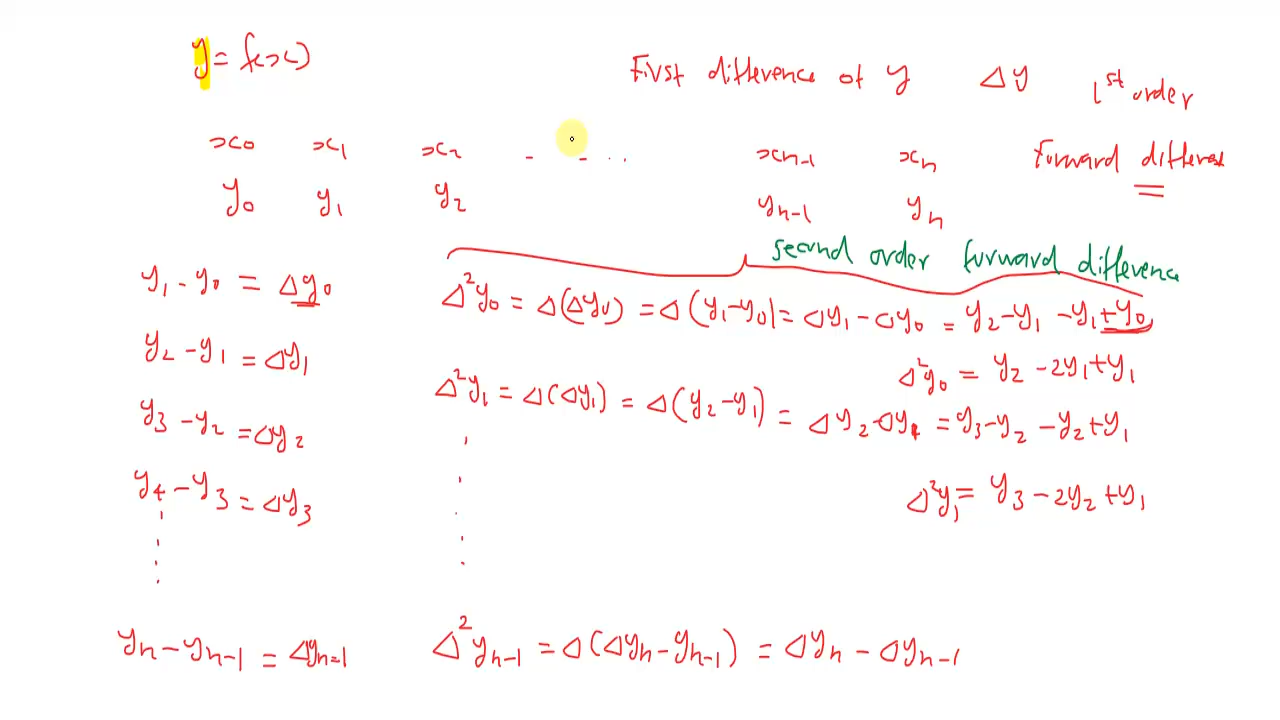 y = f(x)
First difference of y Δy 1st order
x0 x1 x2 - - .. xn-1 xn Forward differe
y0 y1 y2 yn-1 yn
second order forward difference
y1 - y0 = Δy0
Δ²y0 = Δ(Δy0) = Δ(y1-y0) = Δy1 - Δy0 = y2 - y1 - y1 + y0
y2 - y1 = Δy1
Δ²y0 = y2 - 2y1 + y1
Δ²y1 = Δ(Δy1) = Δ(y2 - y1) = Δy2 - Δy1 = y3 - y2 - y2 + y1
y3 - y2 = Δy2
y4 - y3 = Δy3
Δ²y1 = y3 - 2y2 + y1
yn - yn-1 = Δyn-1
Δ²yn-1 = Δ(Δyn - yn-1) = Δyn - Δyn-1